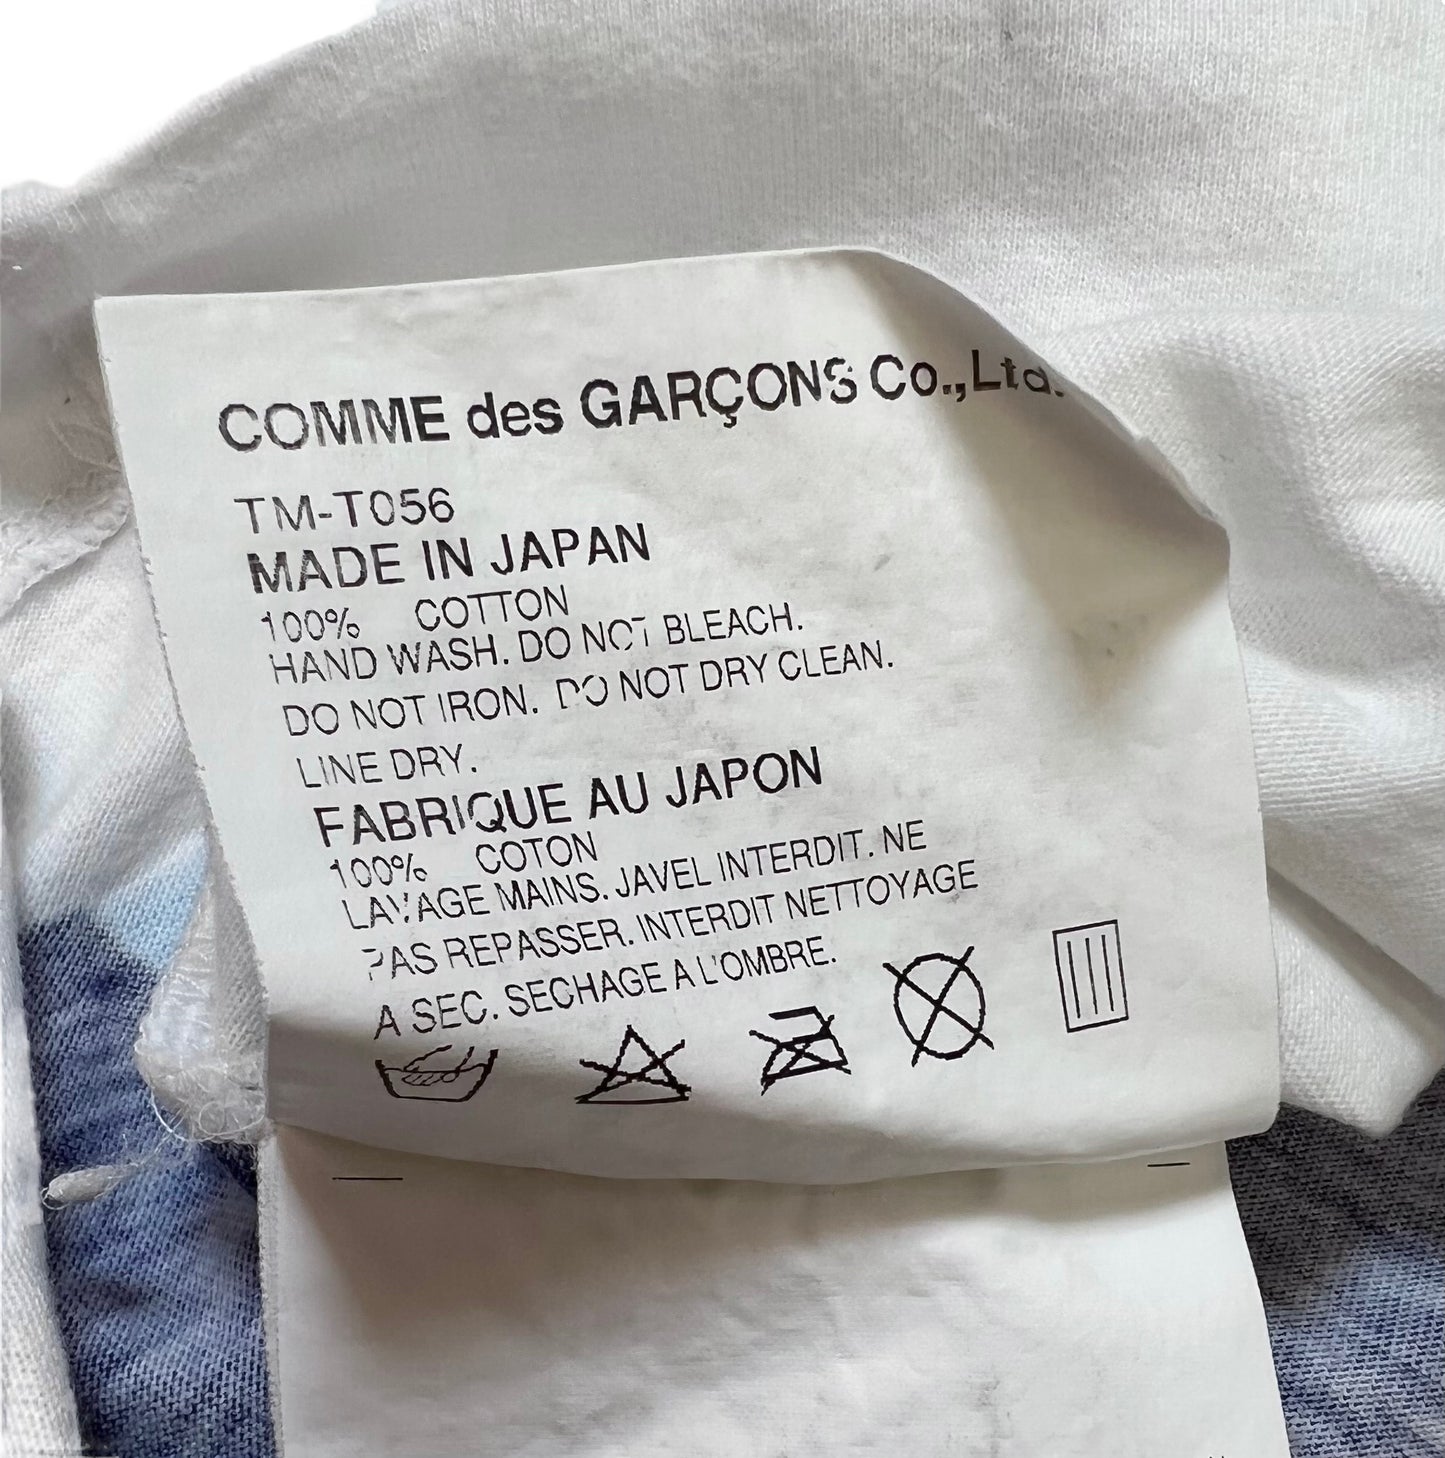 COMME des GARÇONS Co.,Ltd.
TM-T056
MADE IN JAPAN
100% COTTON
HAND WASH. DO NOT BLEACH.
DO NOT IRON. DO NOT DRY CLEAN.
LINE DRY.
FABRIQUE AU JAPON
100% COTON
LAVAGE MAINS. JAVEL INTERDIT. NE
PAS REPASSER. INTERDIT NETTOYAGE
A SEC. SECHAGE A L'OMBRE.